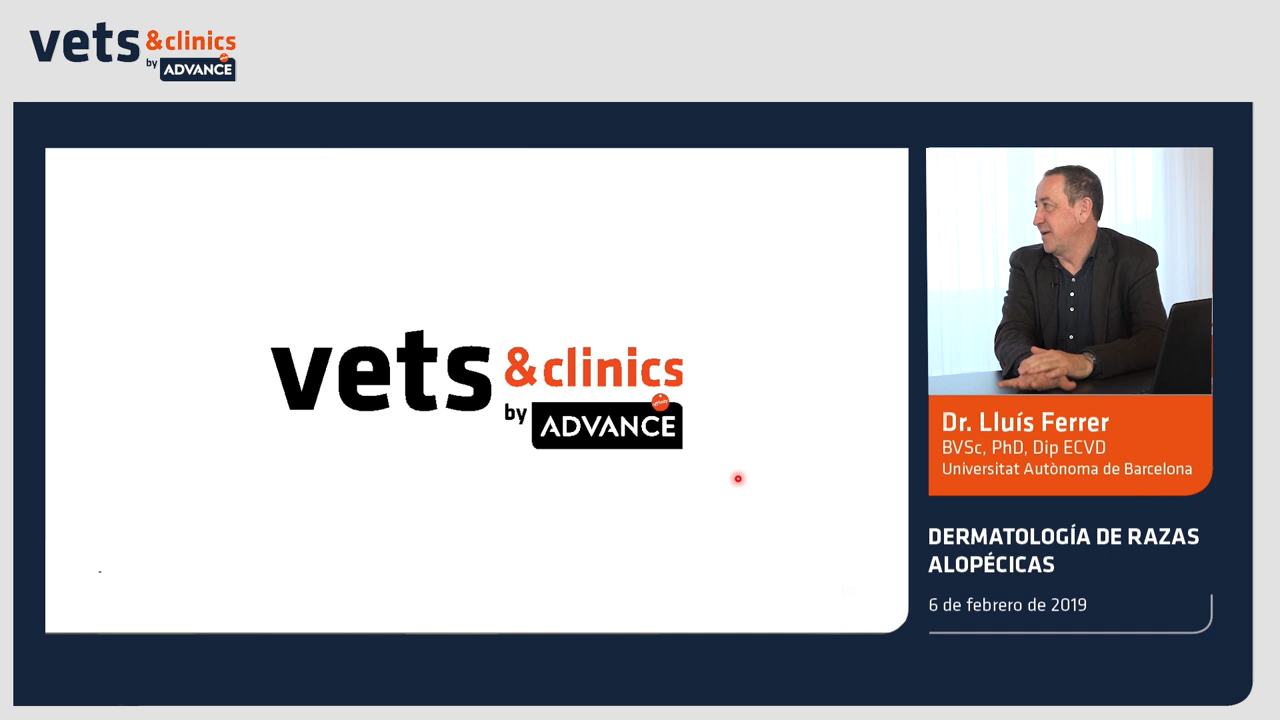 vets &clinics
by ADVANCE
vets &clinics
by ADVANCE
Dr. Lluís Ferrer
BVSc, PhD, Dip ECVD
Universitat Autònoma de Barcelona
DERMATOLOGÍA DE RAZAS
ALOPÉCICAS
6 de febrero de 2019